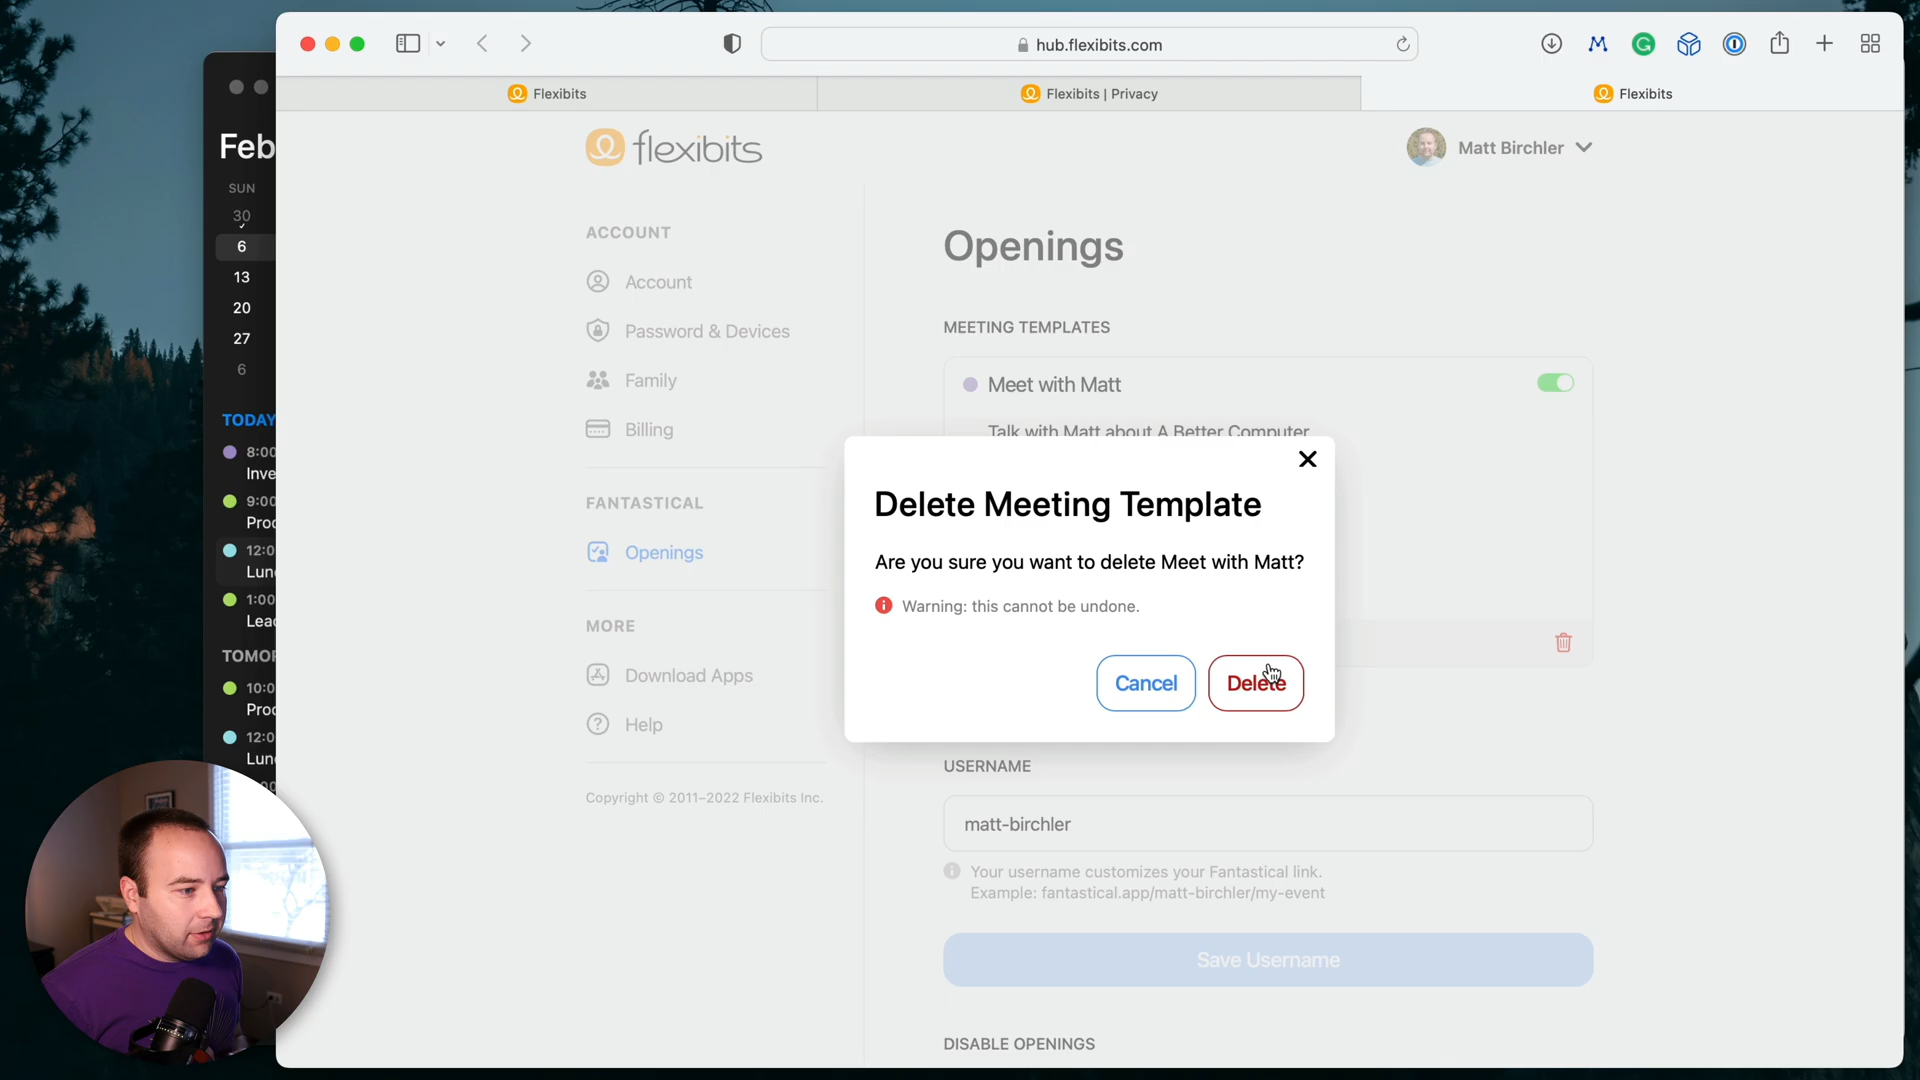 hub.flexibits.com
Flexibits
Flexibits | Privacy
Flexibits
Feb
SUN
30
6
13
20
27
6
TODAY
8:00
Inve
9:00
Proc
12:0
Lun
1:00
Lea
TOMOR
10:0
Proc
12:0
Lun
flexibits
Matt Birchler
ACCOUNT
Account
Password & Devices
Family
Billing
FANTASTICAL
Openings
MORE
Download Apps
Help
Copyright © 2011–2022 Flexibits Inc.
Openings
MEETING TEMPLATES
Meet with Matt
Talk with Matt about A Better Computer
Delete Meeting Template
Are you sure you want to delete Meet with Matt?
Warning: this cannot be undone.
Cancel
Delete
USERNAME
matt-birchler
Your username customizes your Fantastical link.
Example: fantastical.app/matt-birchler/my-event
Save Username
DISABLE OPENINGS